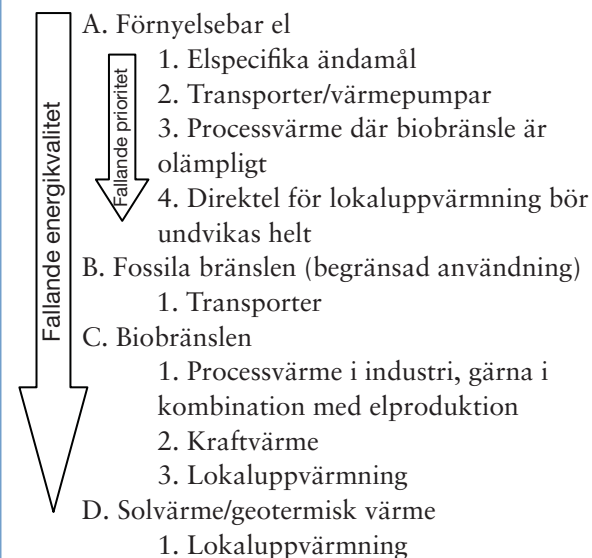 A. Förnyelsebar el
1. Elspecifika ändamål
2. Transporter/värmepumpar
3. Processvärme där biobränsle är
olämpligt
4. Direktel för lokaluppvärmning bör
undvikas helt
B. Fossila bränslen (begränsad användning)
1. Transporter
C. Biobränslen
1. Processvärme i industri, gärna i
kombination med elproduktion
2. Kraftvärme
3. Lokaluppvärmning
D. Solvärme/geotermisk värme
1. Lokaluppvärmning
Fallande energikvalitet
Fallande prioritet